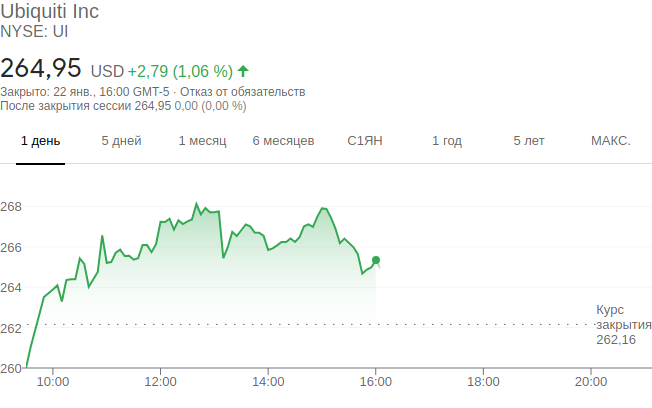 Ubiquiti Inc
NYSE: UI
264,95 USD +2,79 (1,06 %)
Закрыто: 22 янв., 16:00 GMT-5 · Отказ от обязательств
После закрытия сессии 264,95 0,00 (0,00 %)
1 день 5 дней 1 месяц 6 месяцев С1ЯН 1 год 5 лет МАКС.
268
266
264
262
260
Курс
закрытия
262,16
10:00 12:00 14:00 16:00 18:00 20:00